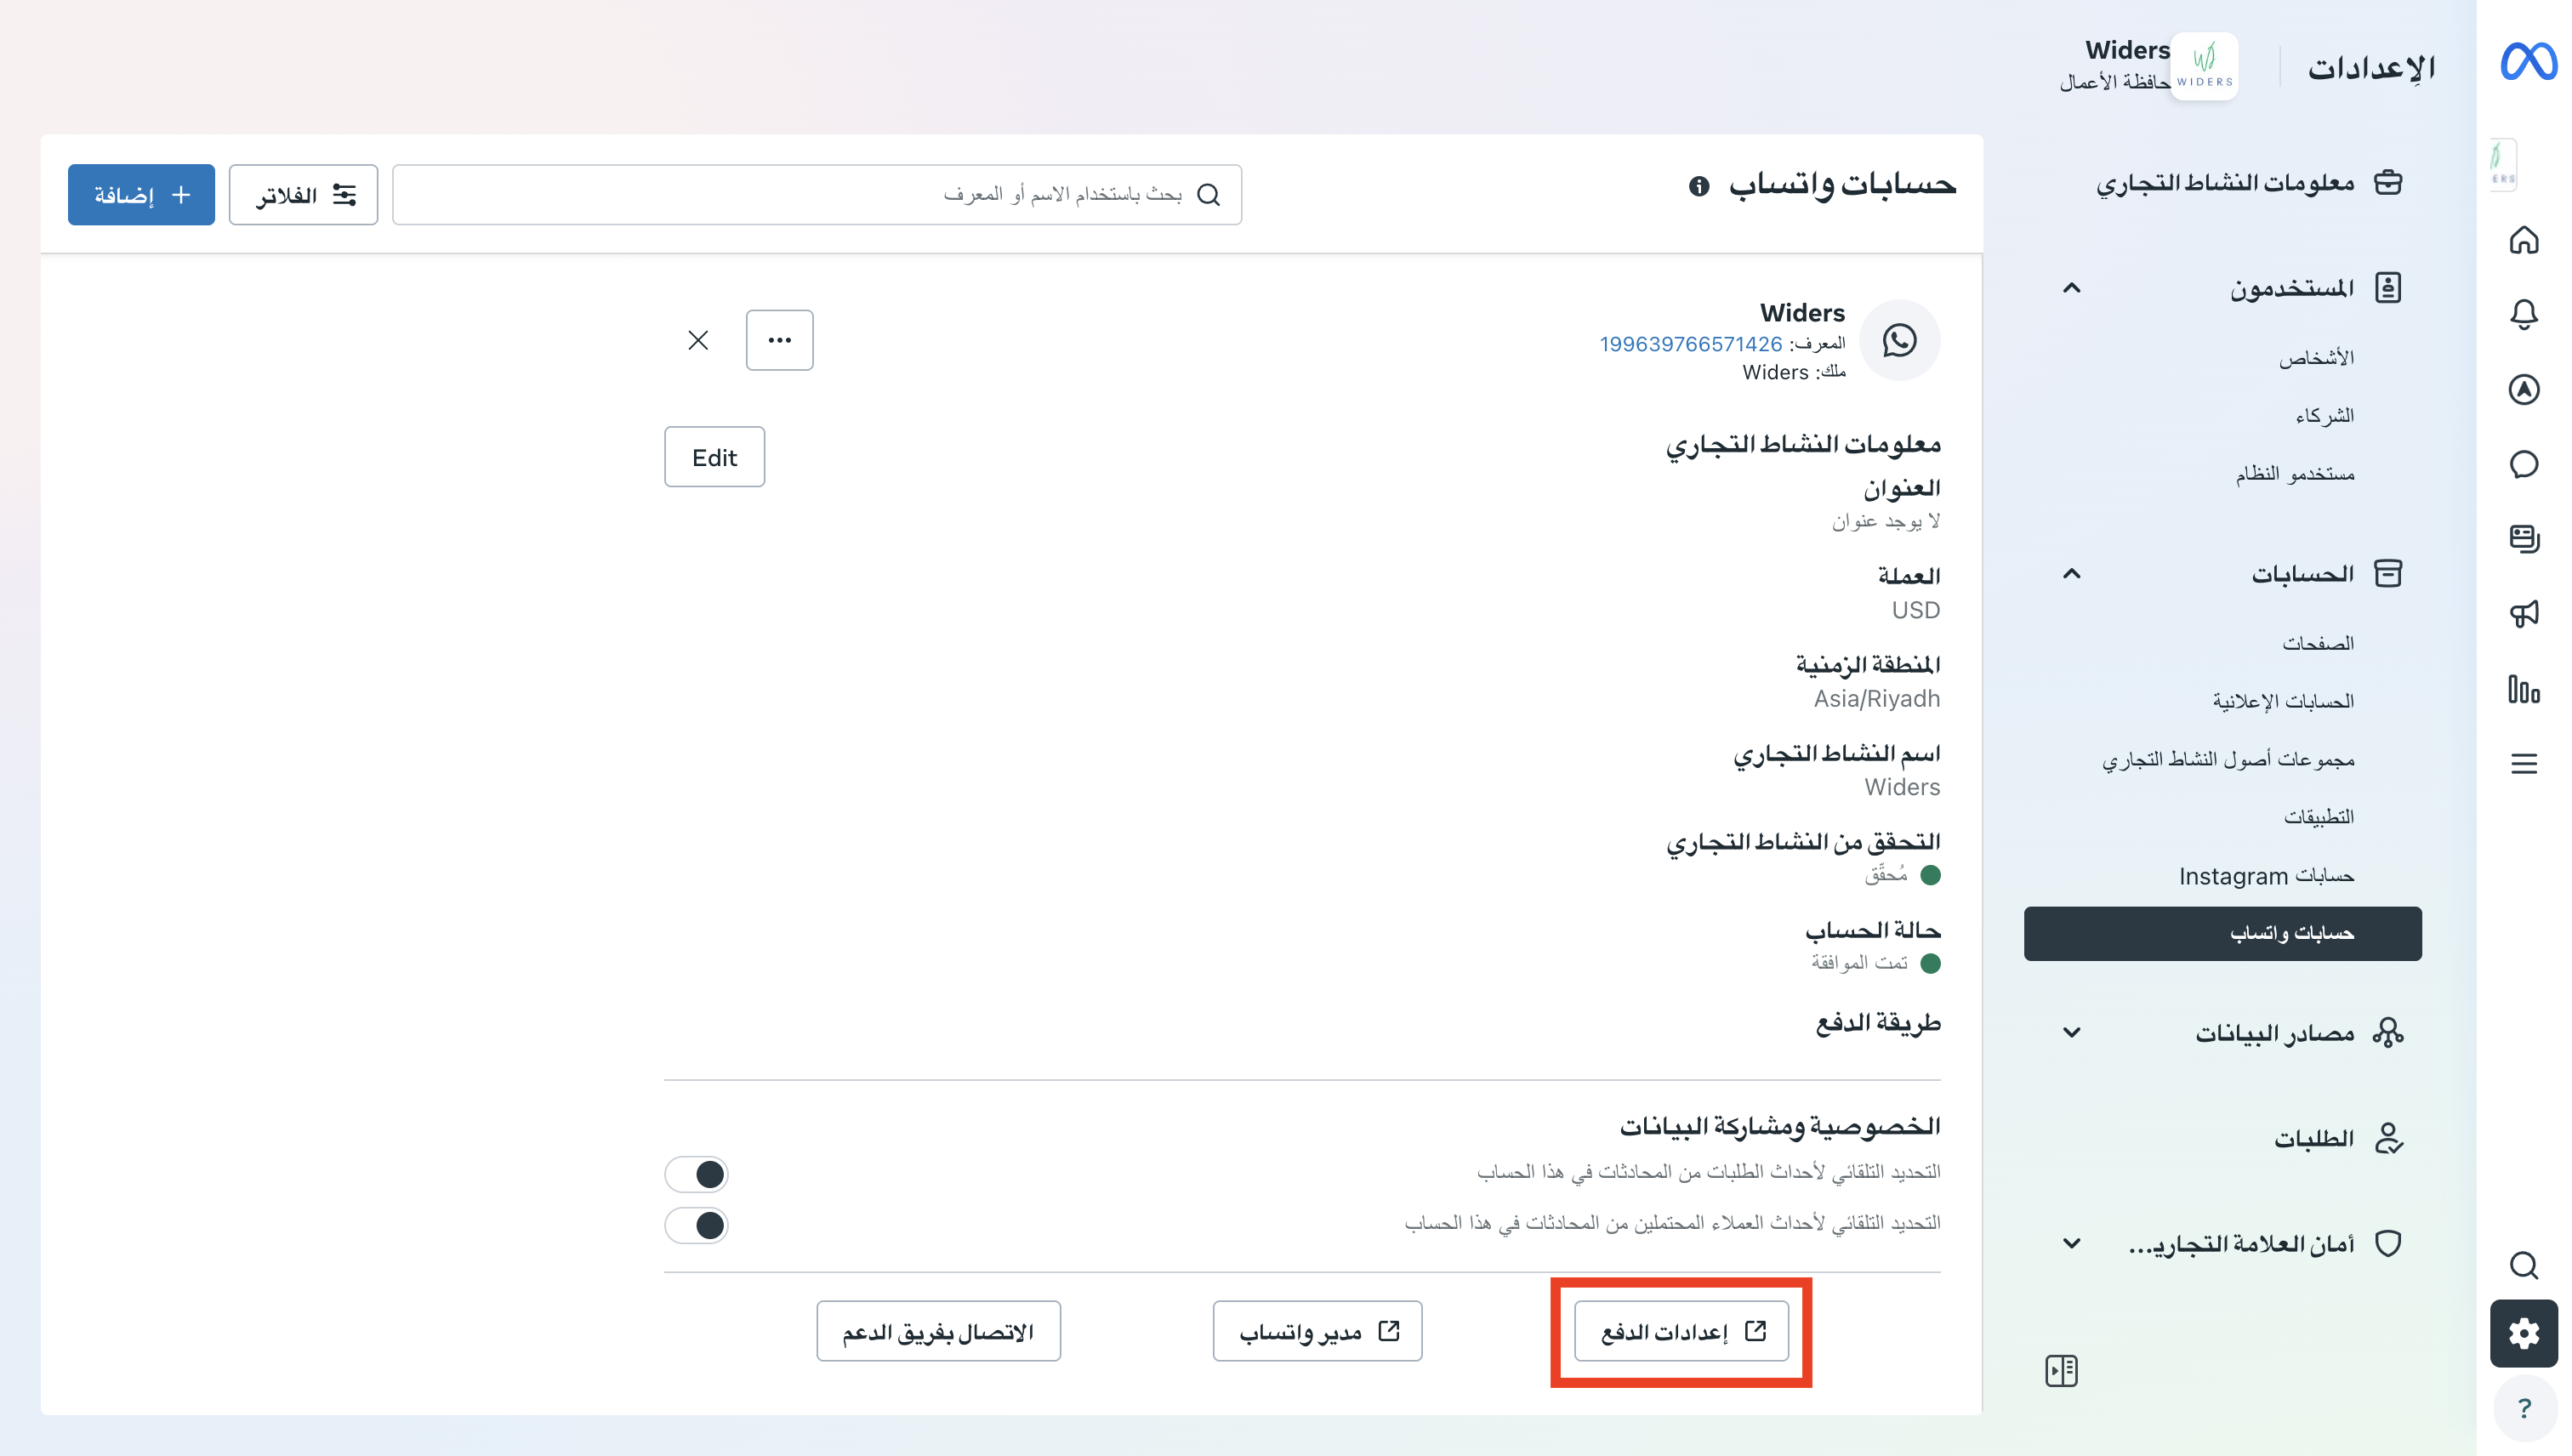 الإعدادات
WIDERS
Widers
حافظة الأعمال
ERS
معلومات النشاط التجاري
المستخدمون
الأشخاص
الشركاء
مستخدمو النظام
الحسابات
الصفحات
الحسابات الإعلانية
مجموعات أصول النشاط التجاري
التطبيقات
حسابات Instagram
حسابات واتساب
مصادر البيانات
الطلبات
أمان العلامة التجاريـ...
?
حسابات واتساب
بحث باستخدام الاسم أو المعرف
الفلاتر
إضافة
Widers
المعرف: 199639766571426
ملك: Widers
...
معلومات النشاط التجاري
Edit
العنوان
لا يوجد عنوان
العملة
USD
المنطقة الزمنية
Asia/Riyadh
اسم النشاط التجاري
Widers
التحقق من النشاط التجاري
مُحقَّق
حالة الحساب
تمت الموافقة
طريقة الدفع
الخصوصية ومشاركة البيانات
التحديد التلقائي لأحداث الطلبات من المحادثات في هذا الحساب
التحديد التلقائي لأحداث العملاء المحتملين من المحادثات في هذا الحساب
إعدادات الدفع
مدير واتساب
الاتصال بفريق الدعم